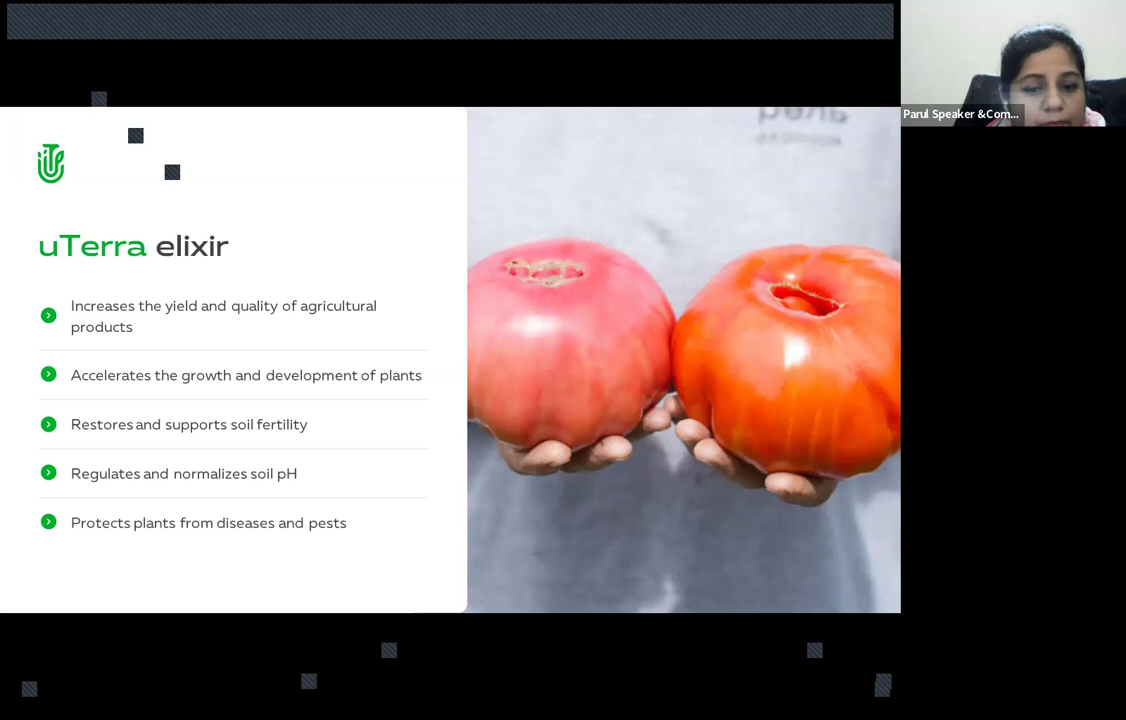 Parul Speaker &Com...
uTerra elixir
Increases the yield and quality of agricultural
products
Accelerates the growth and development of plants
Restores and supports soil fertility
Regulates and normalizes soil pH
Protects plants from diseases and pests